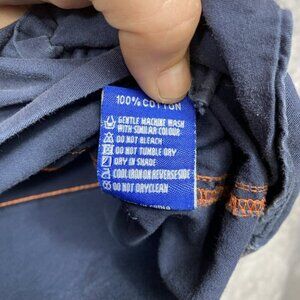 100% COTTON
GENTLE MACHINE WASH
WITH SIMILAR COLOUR
DO NOT BLEACH
DO NOT TUMBLE DRY
DRY IN SHADE
COOL IRON ON REVERSE SIDE
DO NOT DRYCLEAN